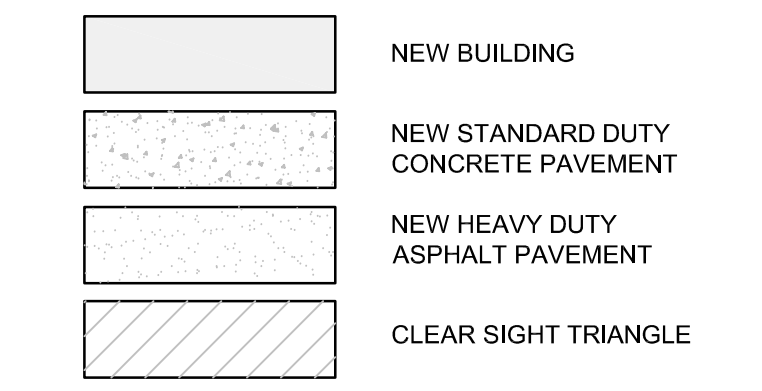 NEW BUILDING
NEW STANDARD DUTY
CONCRETE PAVEMENT
NEW HEAVY DUTY
ASPHALT PAVEMENT
CLEAR SIGHT TRIANGLE